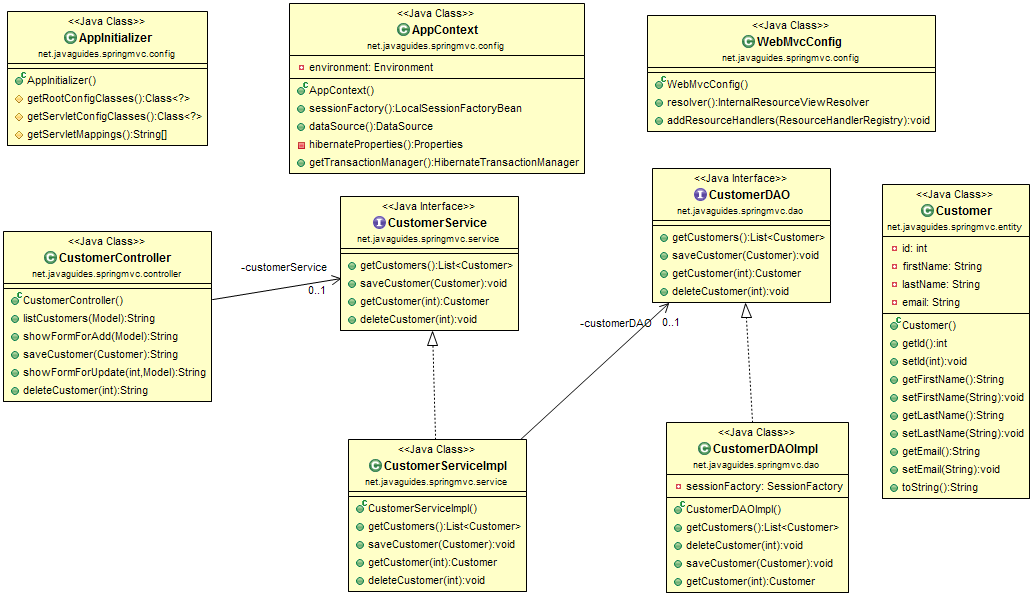 <<Java Class>>
AppInitializer
net.javaguides.springmvc.config
AppInitializer()
getRootConfigClasses():Class<?>
getServletConfigClasses():Class<?>
getServletMappings():String[]
<<Java Class>>
AppContext
net.javaguides.springmvc.config
environment: Environment
AppContext()
sessionFactory():LocalSessionFactoryBean
dataSource():DataSource
hibernateProperties():Properties
getTransactionManager():HibernateTransactionManager
<<Java Class>>
WebMvcConfig
net.javaguides.springmvc.config
WebMvcConfig()
resolver():InternalResourceViewResolver
addResourceHandlers(ResourceHandlerRegistry):void
<<Java Class>>
CustomerController
net.javaguides.springmvc.controller
CustomerController()
listCustomers(Model):String
showFormForAdd(Model):String
saveCustomer(Customer):String
showFormForUpdate(int,Model):String
deleteCustomer(int):String
-customerService
0..1
<<Java Interface>>
CustomerService
net.javaguides.springmvc.service
getCustomers():List<Customer>
saveCustomer(Customer):void
getCustomer(int):Customer
deleteCustomer(int):void
<<Java Interface>>
CustomerDAO
net.javaguides.springmvc.dao
getCustomers():List<Customer>
saveCustomer(Customer):void
getCustomer(int):Customer
deleteCustomer(int):void
-customerDAO
0..1
<<Java Class>>
Customer
net.javaguides.springmvc.entity
id: int
firstName: String
lastName: String
email: String
Customer()
getId():int
setId(int):void
getFirstName():String
setFirstName(String):void
getLastName():String
setLastName(String):void
getEmail():String
setEmail(String):void
toString():String
<<Java Class>>
CustomerServiceImpl
net.javaguides.springmvc.service
CustomerServiceImpl()
getCustomers():List<Customer>
saveCustomer(Customer):void
getCustomer(int):Customer
deleteCustomer(int):void
<<Java Class>>
CustomerDAOImpl
net.javaguides.springmvc.dao
sessionFactory: SessionFactory
CustomerDAOImpl()
getCustomers():List<Customer>
deleteCustomer(int):void
saveCustomer(Customer):void
getCustomer(int):Customer